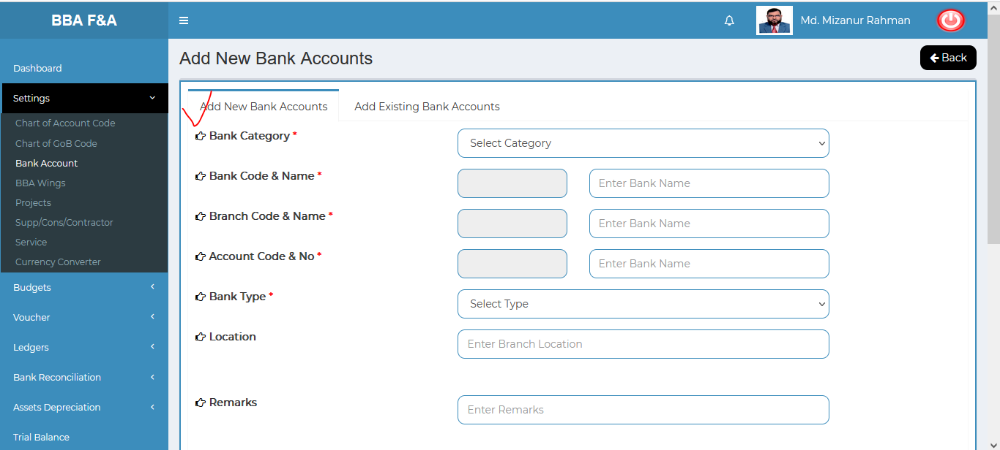 BBA F&A
Md. Mizanur Rahman
Dashboard
Settings
Chart of Account Code
Chart of GoB Code
Bank Account
BBA Wings
Projects
Supp/Cons/Contractor
Service
Currency Converter
Budgets
Voucher
Ledgers
Bank Reconciliation
Assets Depreciation
Trial Balance
Add New Bank Accounts
Back
Add New Bank Accounts
Add Existing Bank Accounts
Bank Category *
Select Category
Bank Code & Name *
Enter Bank Name
Branch Code & Name *
Enter Bank Name
Account Code & No *
Enter Bank Name
Bank Type *
Select Type
Location
Enter Branch Location
Remarks
Enter Remarks